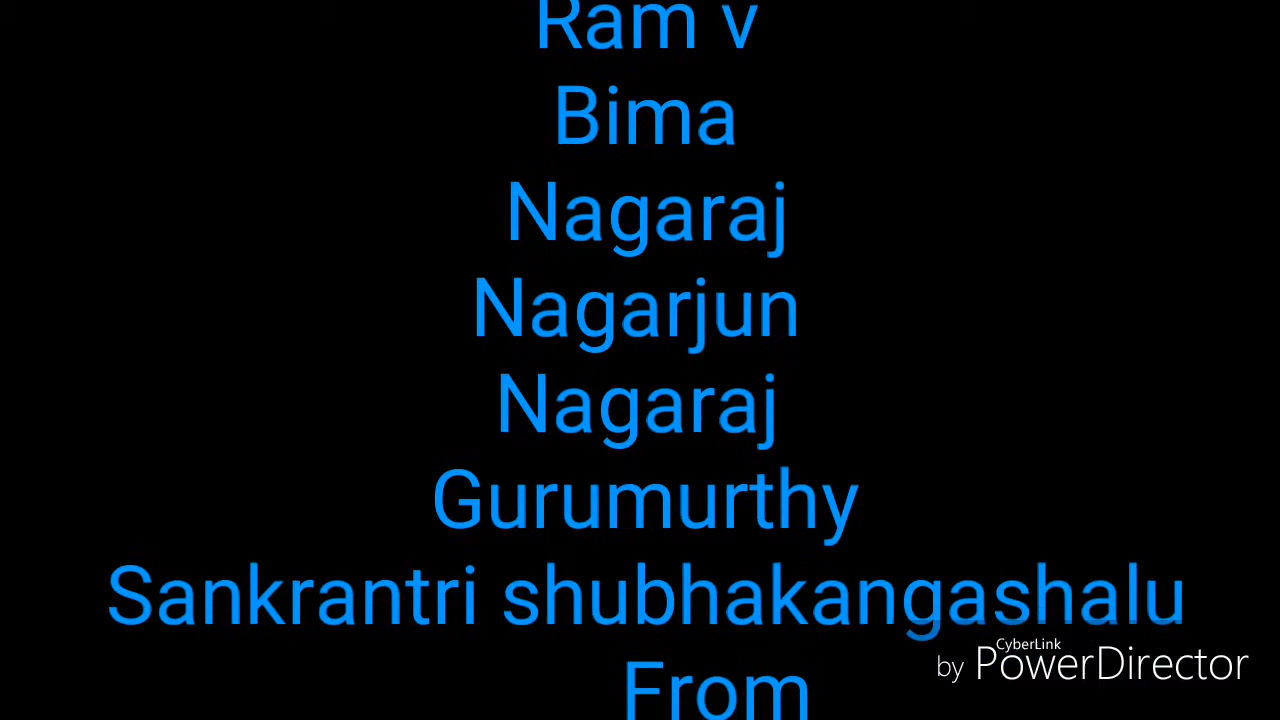 Ram v
Bima
Nagaraj
Nagarjun
Nagaraj
Gurumurthy
Sankrantri shubhakangashalu
From
CyberLink
by PowerDirector